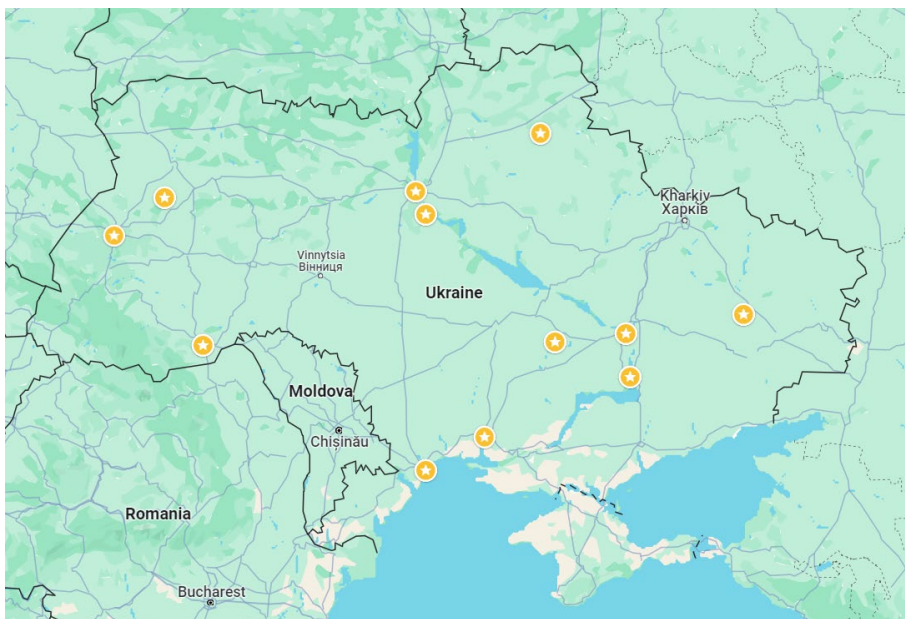 Kharkiv
Харків
Vinnytsia
Вінниця
Ukraine
Moldova
Chișinău
Romania
Bucharest